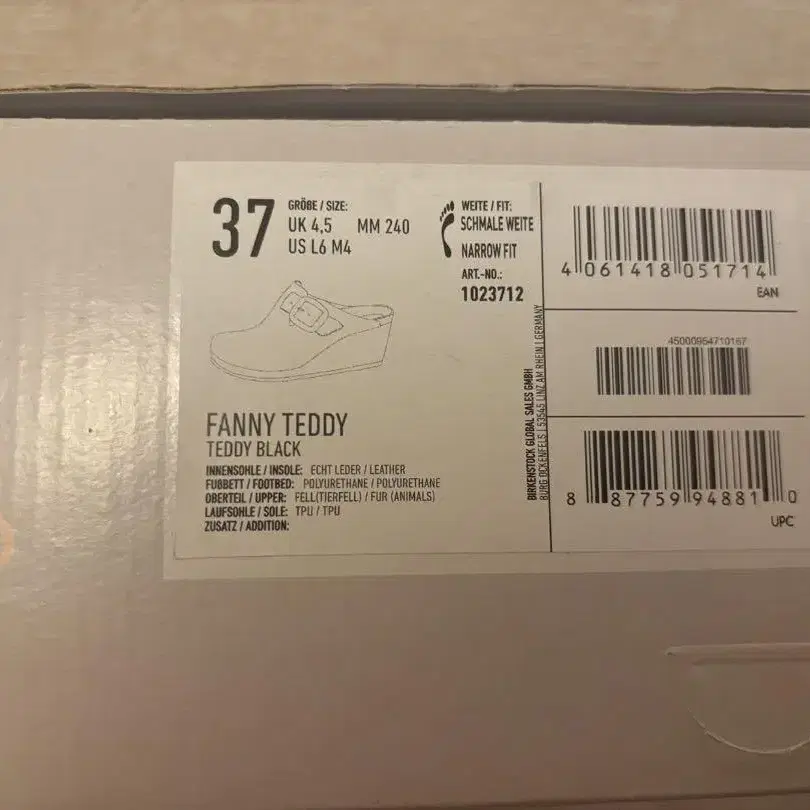 37
GRÖßE / SIZE:
UK 4,5 MM 240
US L6 M4
WEITE / FIT:
SCHMALE WEITE
NARROW FIT
ART.-NO.:
1023712
FANNY TEDDY
TEDDY BLACK
INNENSOHLE / INSOLE: ECHT LEDER / LEATHER
FUßBETT / FOOTBED: POLYURETHANE / POLYURETHANE
OBERTEIL / UPPER: FELL(TIERFELL) / FUR (ANIMALS)
LAUFSOHLE / SOLE: TPU / TPU
ZUSATZ / ADDITION:
BIRKENSTOCK GLOBAL SALES GMBH
BURG OCKENFELS | 53545 LINZ AM RHEIN | GERMANY
4 061418 051714
EAN
45000954710167
8 87759 94881 0
UPC